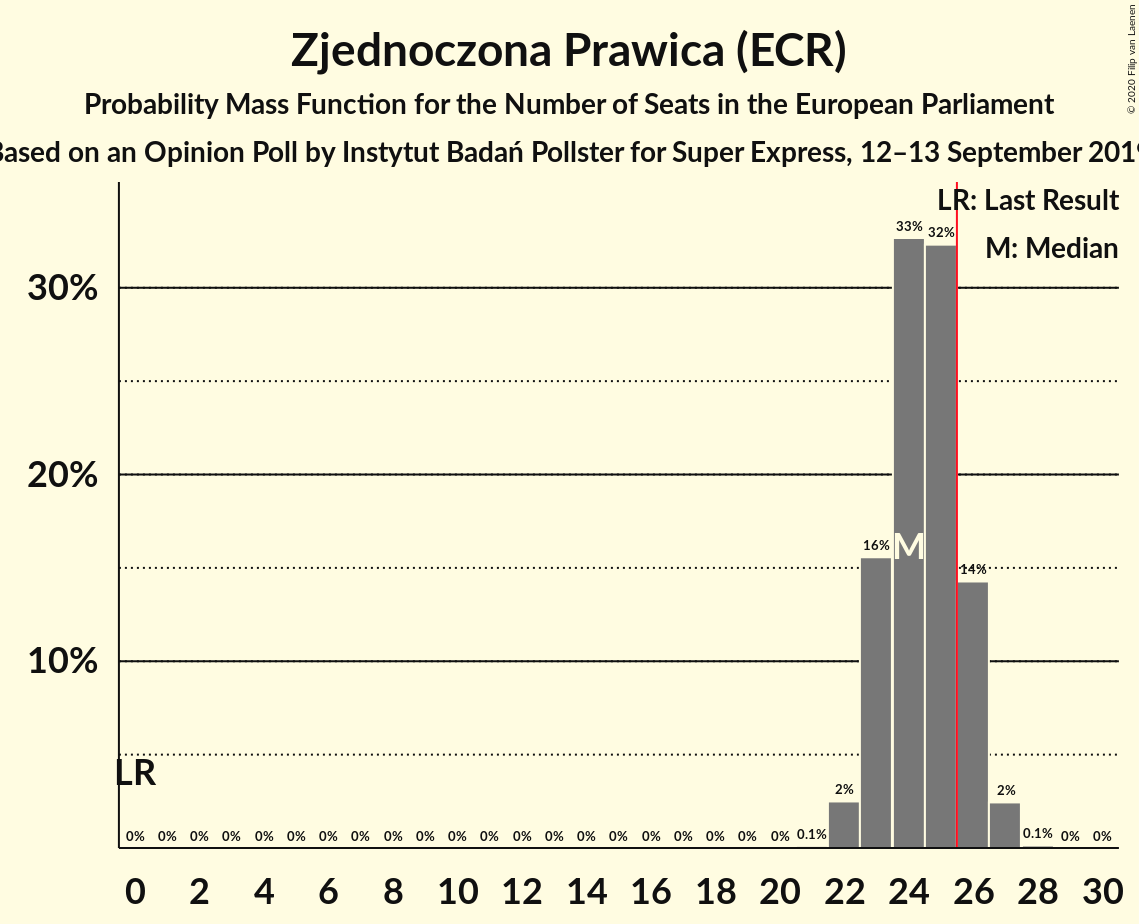 Zjednoczona Prawica (ECR)
Probability Mass Function for the Number of Seats in the European Parliament
Based on an Opinion Poll by Instytut Badań Pollster for Super Express, 12–13 September 2019
© 2020 Filip van Laenen
LR: Last Result
M: Median
33%
32%
30%
20%
16%
M
14%
10%
LR
2%
2%
0% 0% 0% 0% 0% 0% 0% 0% 0% 0% 0% 0% 0% 0% 0% 0% 0% 0% 0% 0% 0% 0.1% 0.1% 0% 0%
0 2 4 6 8 10 12 14 16 18 20 22 24 26 28 30